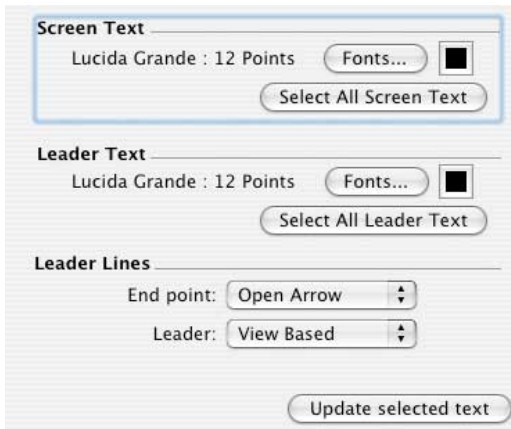 Screen Text
Lucida Grande : 12 Points Fonts...
Select All Screen Text
Leader Text
Lucida Grande : 12 Points Fonts...
Select All Leader Text
Leader Lines
End point: Open Arrow
Leader: View Based
Update selected text